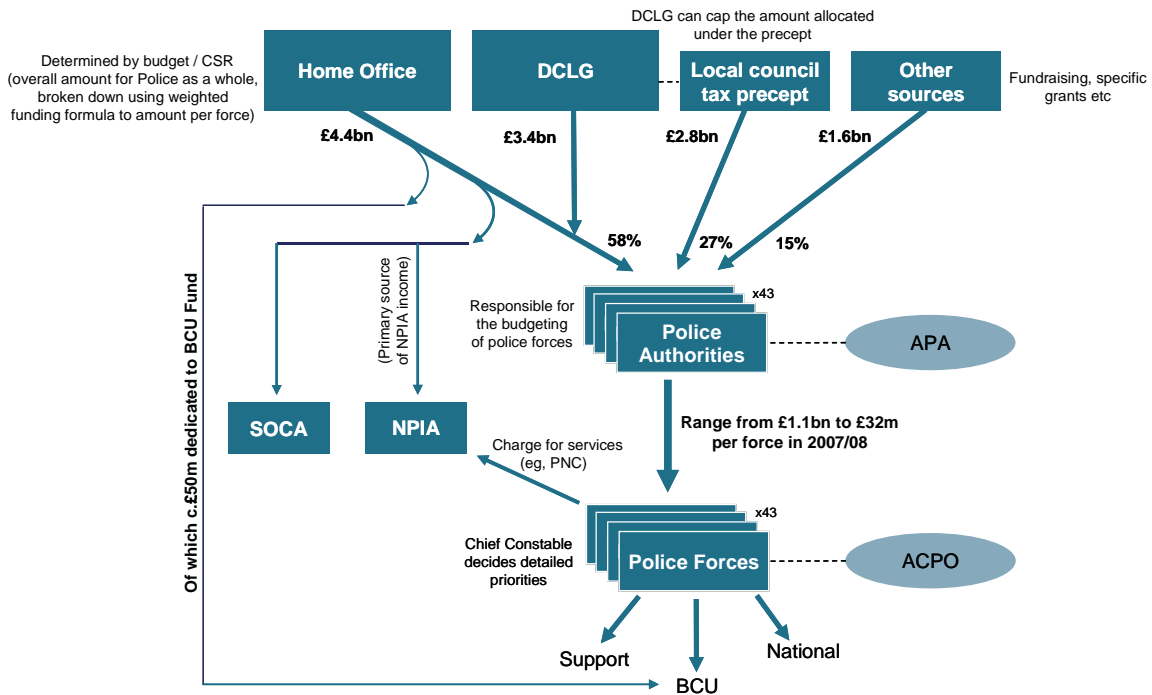 DCLG can cap the amount allocated
under the precept
Determined by budget / CSR
(overall amount for Police as a whole,
broken down using weighted
funding formula to amount per force)
Home Office
DCLG
Local council
tax precept
Other
sources
Fundraising, specific
grants etc
£4.4bn
£3.4bn
£2.8bn
£1.6bn
58%
27%
15%
Of which c.£50m dedicated to BCU Fund
(Primary source
of NPIA income)
Responsible for
the budgeting
of police forces
x43
Police
Authorities
APA
SOCA
NPIA
Range from £1.1bn to £32m
per force in 2007/08
Charge for services
(eg, PNC)
x43
Chief Constable
decides detailed
priorities
Police Forces
ACPO
Support
National
BCU